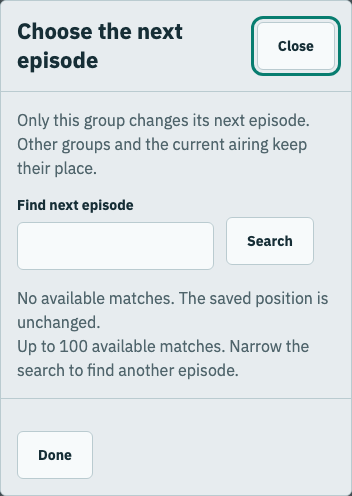 Choose the next
episode
Close
Only this group changes its next episode.
Other groups and the current airing keep
their place.
Find next episode
Search
No available matches. The saved position is
unchanged.
Up to 100 available matches. Narrow the
search to find another episode.
Done